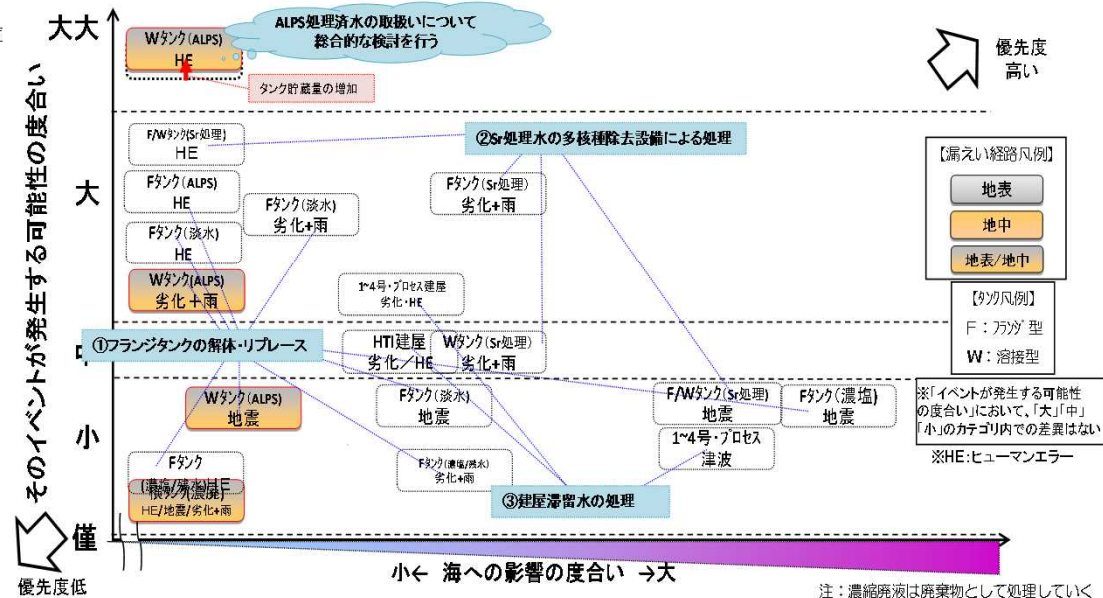 大大
そのイベントが発生する可能性の度合い
Wタンク(ALPS)
HE
ALPS処理済水の取扱いについて
総合的な検討を行う
タンク貯蔵量の増加
優先度
高い
F/Wタンク(Sr処理)
HE
②Sr処理水の多核種除去設備による処理
大
Fタンク(ALPS)
HE
Fタンク(淡水)
劣化+雨
Fタンク(Sr処理)
劣化+雨
Fタンク(淡水)
HE
Wタンク(ALPS)
劣化+雨
1~4号・プロセス建屋
劣化・HE
【漏えい経路凡例】
地表
地中
地表/地中
【タンク凡例】
F：フランジ型
W：溶接型
①フランジタンクの解体・リプレース
中
HTI建屋
劣化/HE
Wタンク(Sr処理)
劣化+雨
小
Wタンク(ALPS)
地震
Fタンク(淡水)
地震
F/Wタンク(Sr処理)
地震
Fタンク(濃塩)
地震
1~4号・プロセス
津波
※「イベントが発生する可能性
の度合い」において、「大」「中」
「小」のカテゴリ内での差異はない
※HE:ヒューマンエラー
Fタンク
(濃塩/残水)HE
横タンク(濃廃)
HE/地震/劣化+雨
Fタンク(濃塩/残水)
劣化+雨
③建屋滞留水の処理
僅
優先度低
小← 海への影響の度合い →大
注：濃縮廃液は廃棄物として処理していく